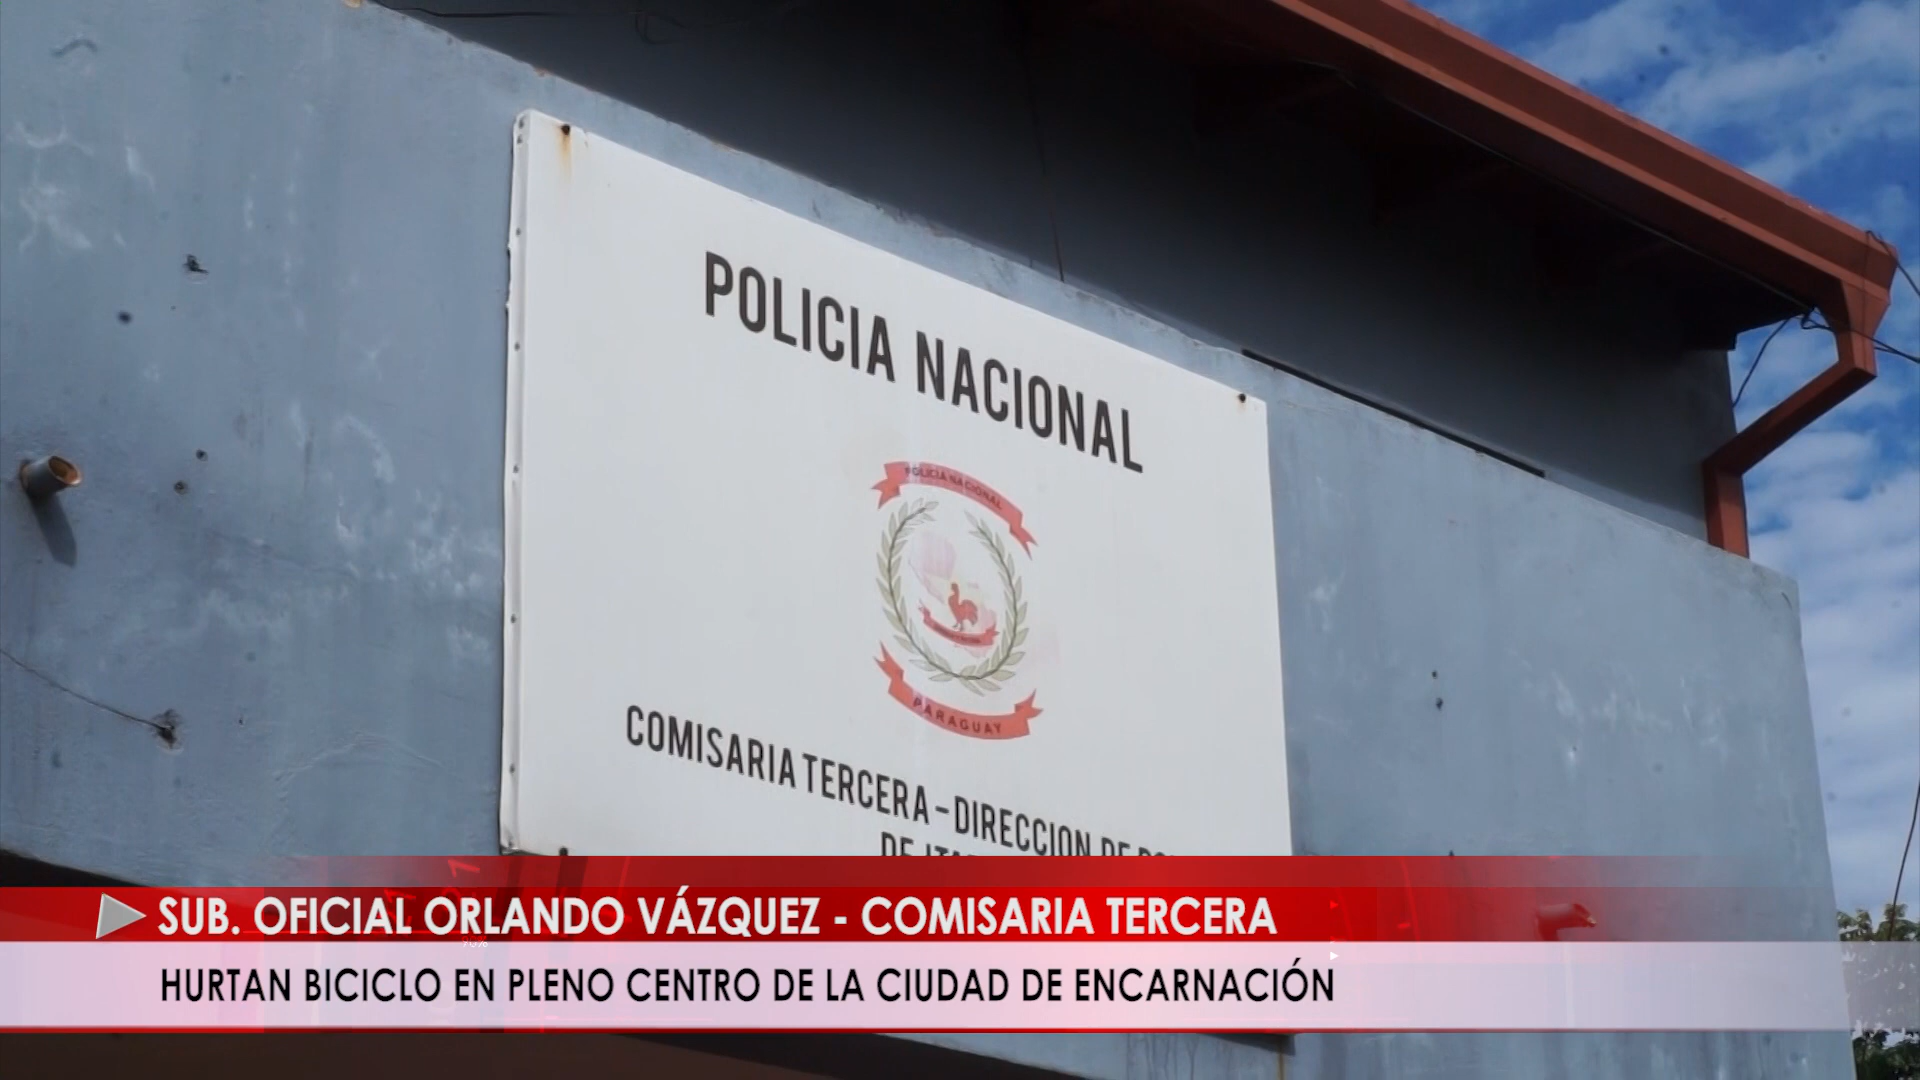 POLICIA NACIONAL
POLICIA NACIONAL
PARAGUAY
COMISARIA TERCERA - DIRECCION DE
DE
SUB. OFICIAL ORLANDO VÁZQUEZ - COMISARIA TERCERA
HURTAN BICICLO EN PLENO CENTRO DE LA CIUDAD DE ENCARNACIÓN